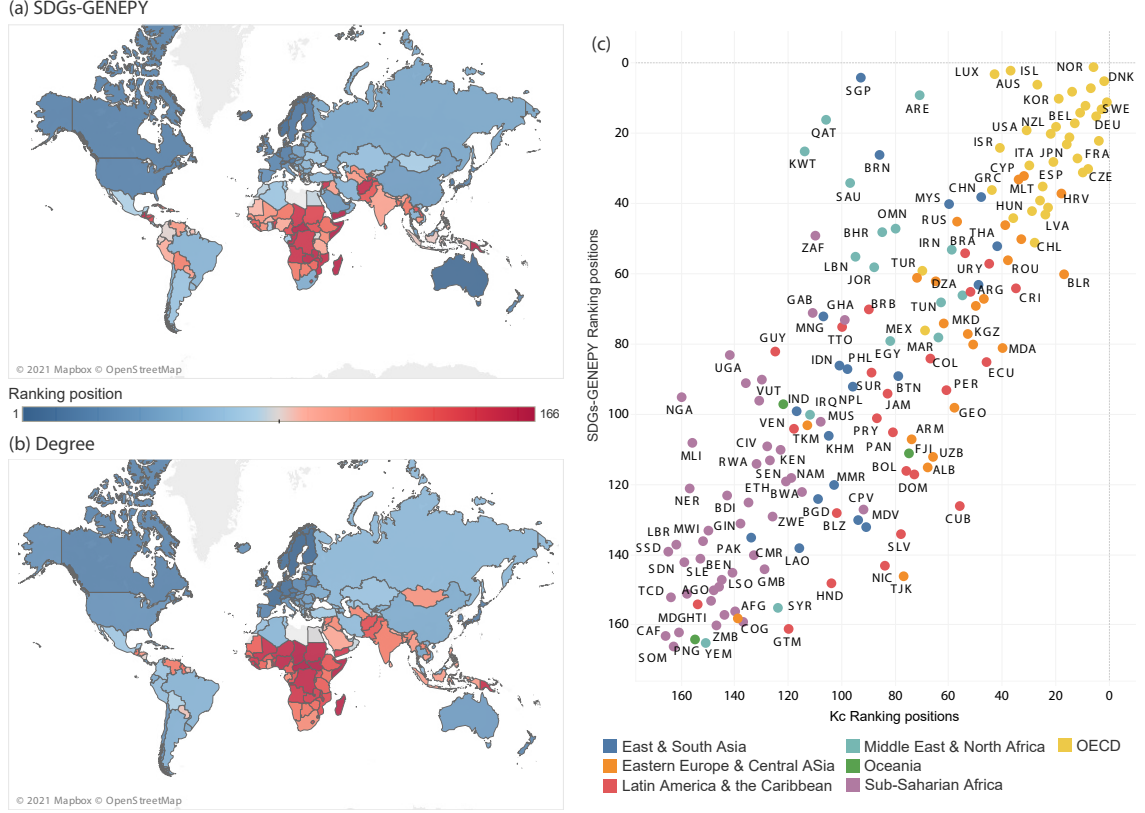 (a) SDGs-GENEPY
© 2021 Mapbox © OpenStreetMap
Ranking position
1
166
(b) Degree
© 2021 Mapbox © OpenStreetMap
(c)
SDGs-GENEPY Ranking positions
0
20
40
60
80
100
120
140
160
LUX
ISL
NOR
DNK
AUS
SGP
ARE
KOR
SWE
BEL
QAT
USA
NZL
DEU
ISR
KWT
ITA
JPN
FRA
BRN
CYP
ESP
CZE
GRC
SAU
CHN
MLT
HRV
MYS
HUN
OMN
RUS
LVA
BHR
THA
ZAF
IRN
BRA
CHL
LBN
TUR
URY
ROU
JOR
BLR
DZA
ARG
CRI
GAB
GHA
BRB
TUN
MNG
MKD
TTO
MEX
KGZ
GUY
MAR
MDA
IDN
PHL
EGY
COL
UGA
ECU
VUT
SUR
BTN
PER
NGA
IND
IRQ
NPL
JAM
MUS
GEO
VEN
TKM
PRY
ARM
CIV
KHM
PAN
FJI
MLI
UZB
RWA
KEN
SEN
NAM
BOL
ALB
MMR
NER
ETH
BWA
DOM
BDI
CPV
BGD
MDV
CUB
LBR
MWI
GIN
ZWE
BLZ
SSD
PAK
SLV
SDN
BEN
CMR
LAO
SLE
GMB
NIC
TJK
TCD
AGO
LSO
HND
MDG
HTI
AFG
SYR
CAF
ZMB
COG
GTM
SOM
PNG
YEM
160
140
120
100
80
60
40
20
0
Kc Ranking positions
East & South Asia
Middle East & North Africa
OECD
Eastern Europe & Central ASia
Oceania
Latin America & the Caribbean
Sub-Saharian Africa